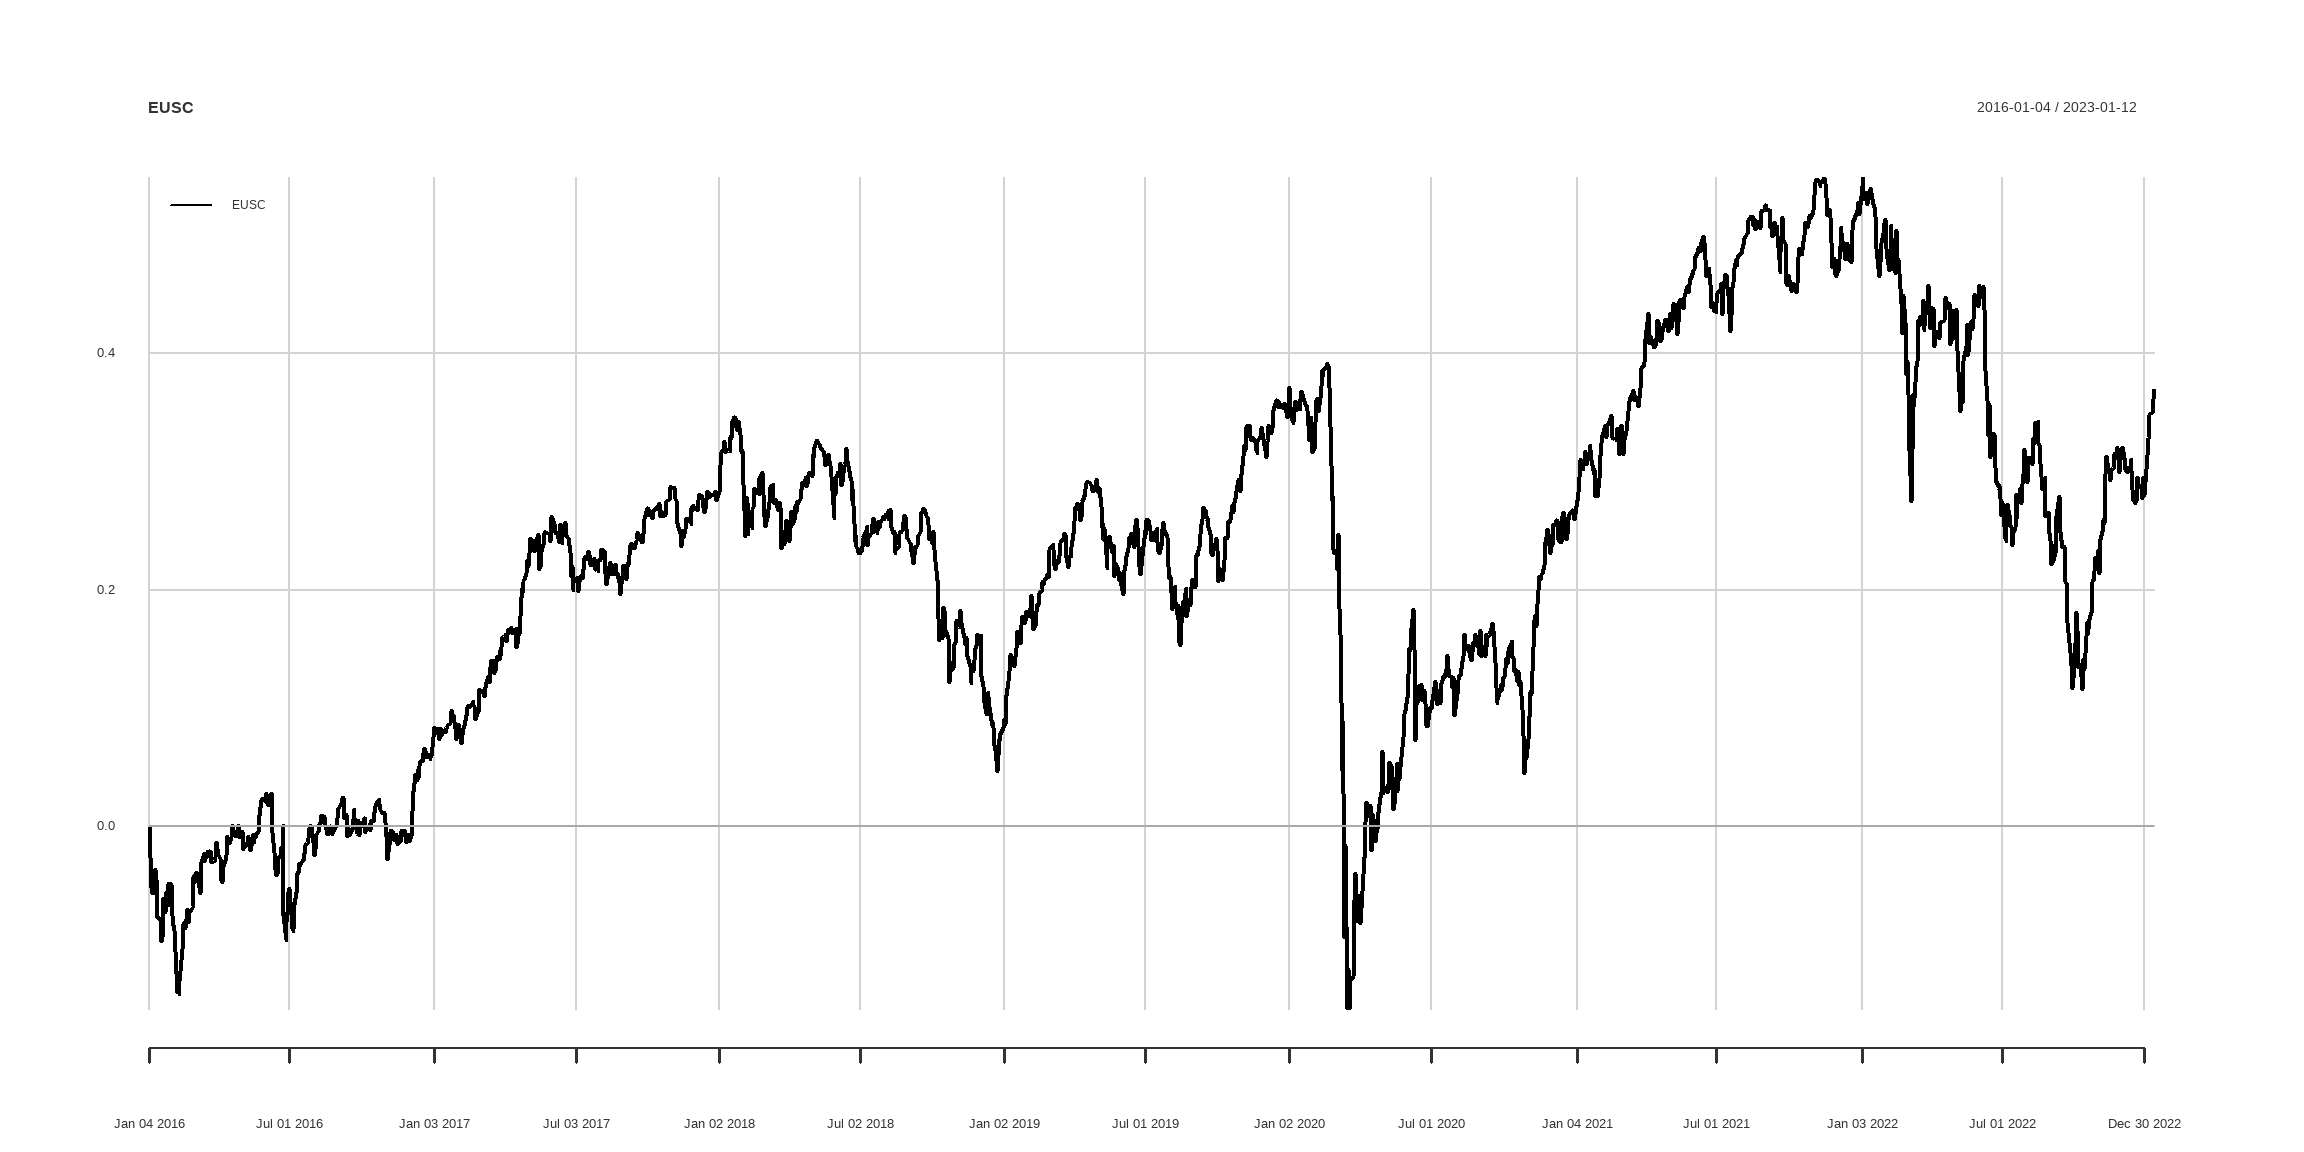 EUSC
2016-01-04 / 2023-01-12
EUSC
0.4
0.2
0.0
Jan 04 2016
Jul 01 2016
Jan 03 2017
Jul 03 2017
Jan 02 2018
Jul 02 2018
Jan 02 2019
Jul 01 2019
Jan 02 2020
Jul 01 2020
Jan 04 2021
Jul 01 2021
Jan 03 2022
Jul 01 2022
Dec 30 2022